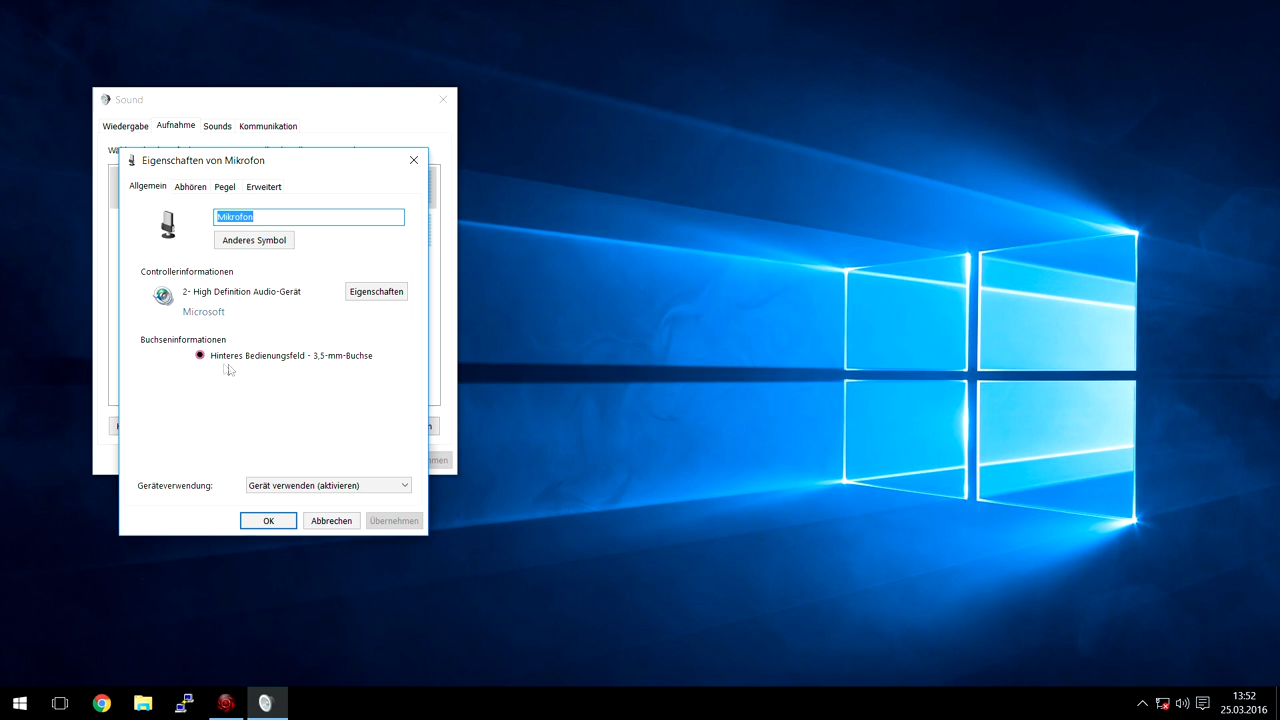 Sound
Wiedergabe Aufnahme Sounds Kommunikation
Eigenschaften von Mikrofon
Allgemein Abhören Pegel Erweitert
Mikrofon
Anderes Symbol
Controllerinformationen
2- High Definition Audio-Gerät Eigenschaften
Microsoft
Buchseninformationen
Hinteres Bedienungsfeld - 3,5-mm-Buchse
Geräteverwendung: Gerät verwenden (aktivieren)
OK Abbrechen Übernehmen
13:52
25.03.2016